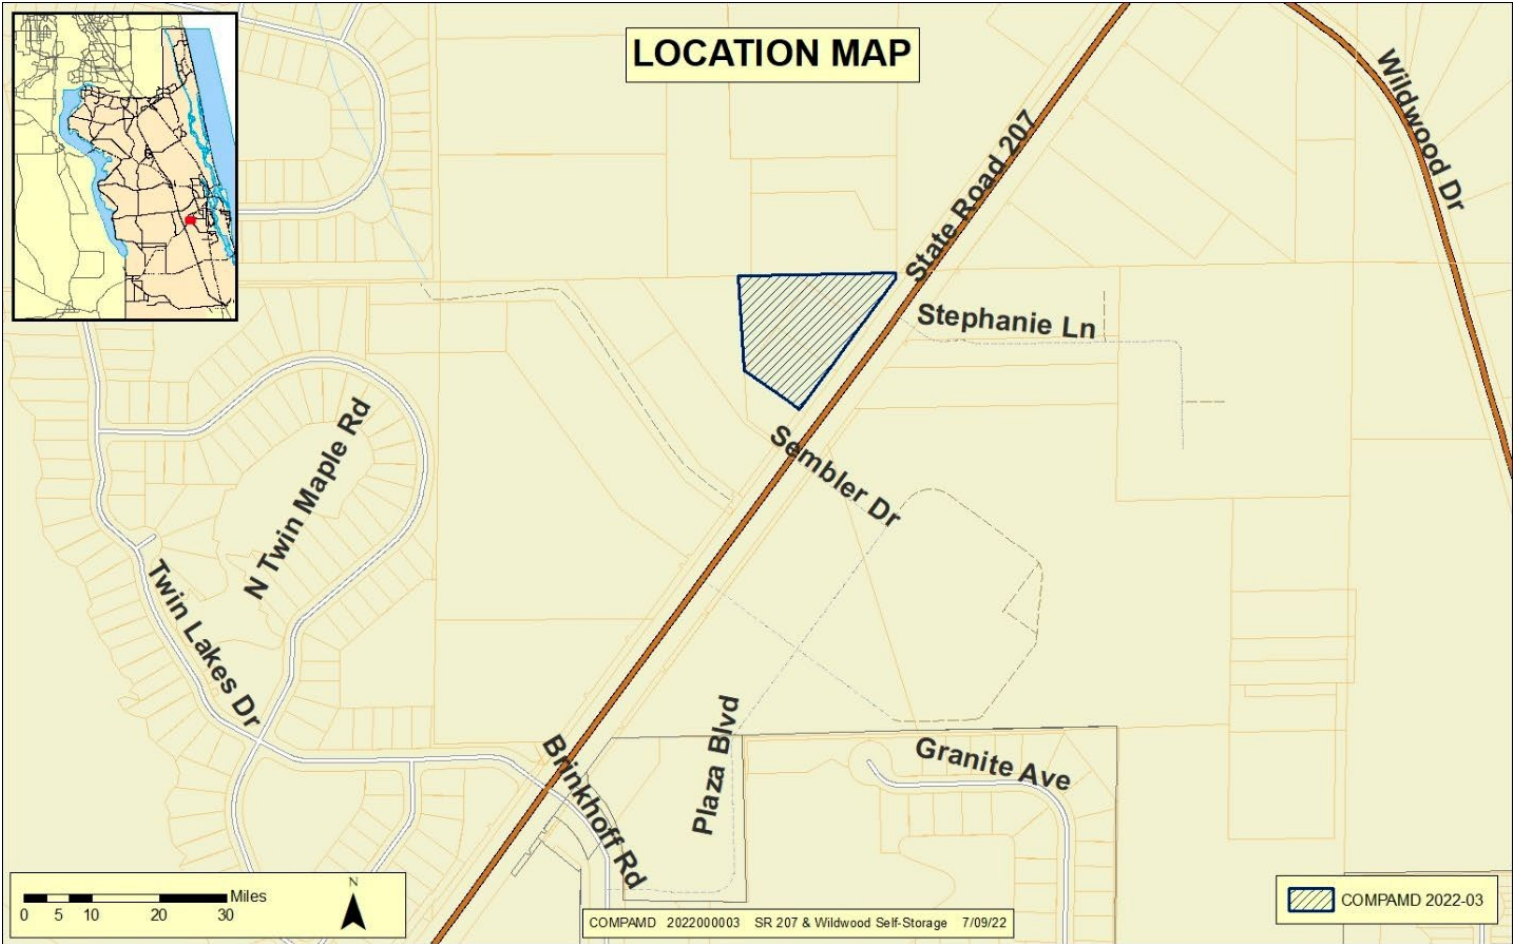 LOCATION MAP
Wildwood Dr
State Road 207
Stephanie Ln
Sembler Dr
N Twin Maple Rd
Twin Lakes Dr
Plaza Blvd
Granite Ave
Brinkhoff Rd
Miles
0 5 10 20 30
N
COMPAMD 2022000003 SR 207 & Wildwood Self-Storage 7/09/22
COMPAMD 2022-03